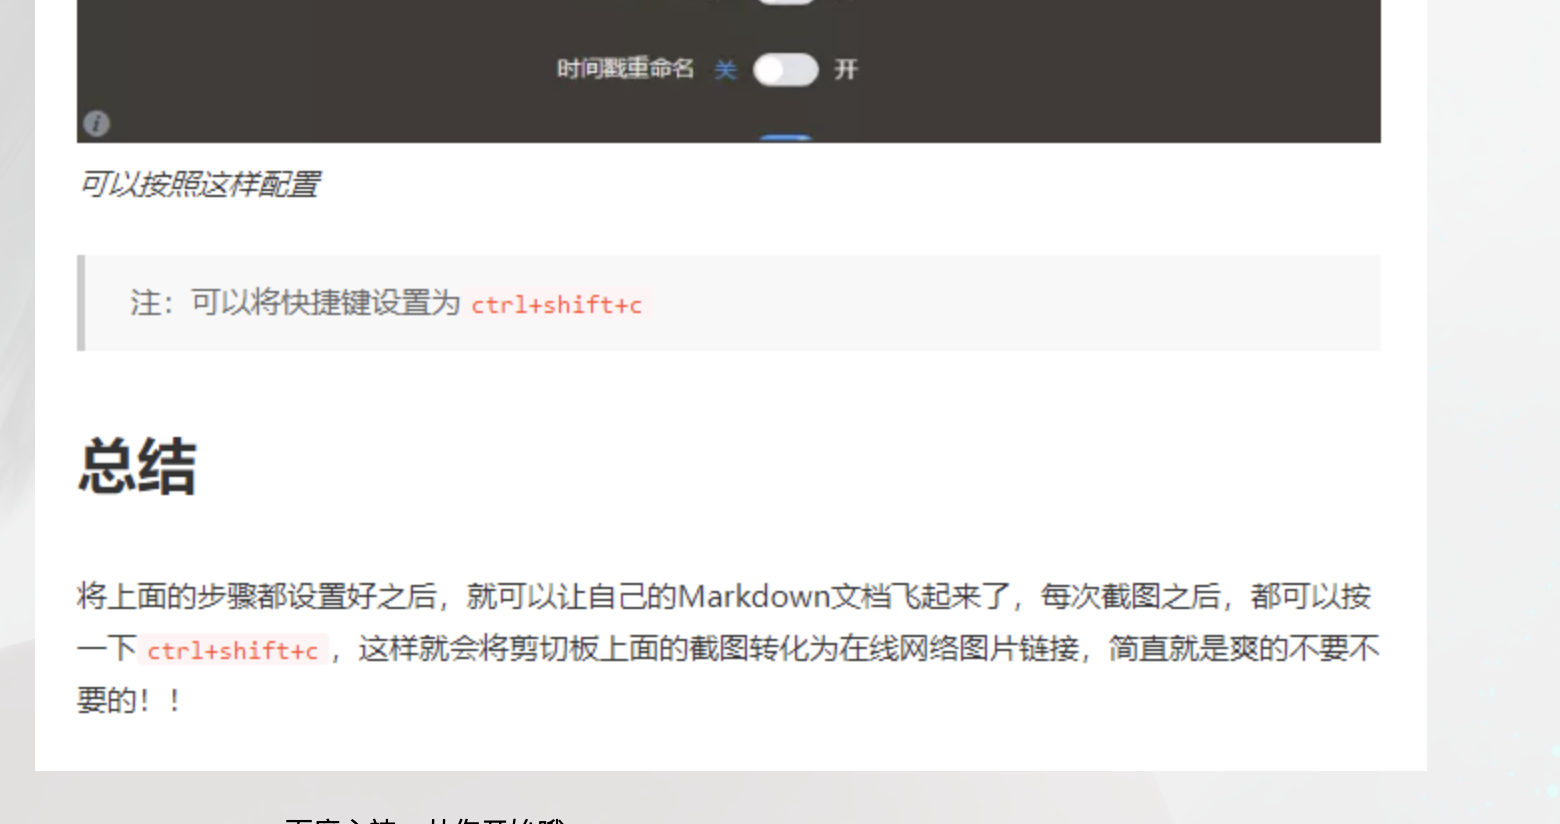 时间戳重命名 关 开
可以按照这样配置
注：可以将快捷键设置为 ctrl+shift+c
总结
将上面的步骤都设置好之后，就可以让自己的Markdown文档飞起来了，每次截图之后，都可以按
一下 ctrl+shift+c ，这样就会将剪切板上面的截图转化为在线网络图片链接，简直就是爽的不要不
要的！！